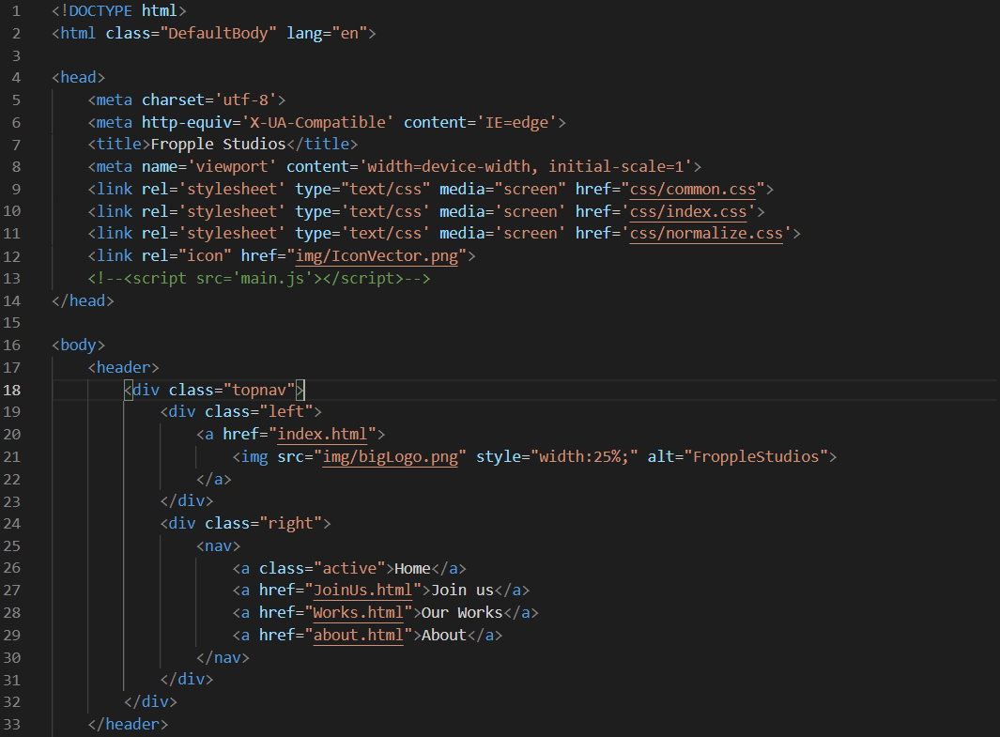 1 <!DOCTYPE html>
2 <html class="DefaultBody" lang="en">
3
4 <head>
5     <meta charset='utf-8'>
6     <meta http-equiv='X-UA-Compatible' content='IE=edge'>
7     <title>Fropple Studios</title>
8     <meta name='viewport' content='width=device-width, initial-scale=1'>
9     <link rel='stylesheet' type="text/css" media="screen" href="css/common.css">
10     <link rel='stylesheet' type='text/css' media='screen' href='css/index.css'>
11     <link rel='stylesheet' type='text/css' media='screen' href='css/normalize.css'>
12     <link rel="icon" href="img/IconVector.png">
13     <!--<script src='main.js'></script>-->
14 </head>
15
16 <body>
17     <header>
18         <div class="topnav">
19             <div class="left">
20                 <a href="index.html">
21                     <img src="img/bigLogo.png" style="width:25%;" alt="FroppleStudios">
22                 </a>
23             </div>
24             <div class="right">
25                 <nav>
26                     <a class="active">Home</a>
27                     <a href="JoinUs.html">Join us</a>
28                     <a href="Works.html">Our Works</a>
29                     <a href="about.html">About</a>
30                 </nav>
31             </div>
32         </div>
33     </header>